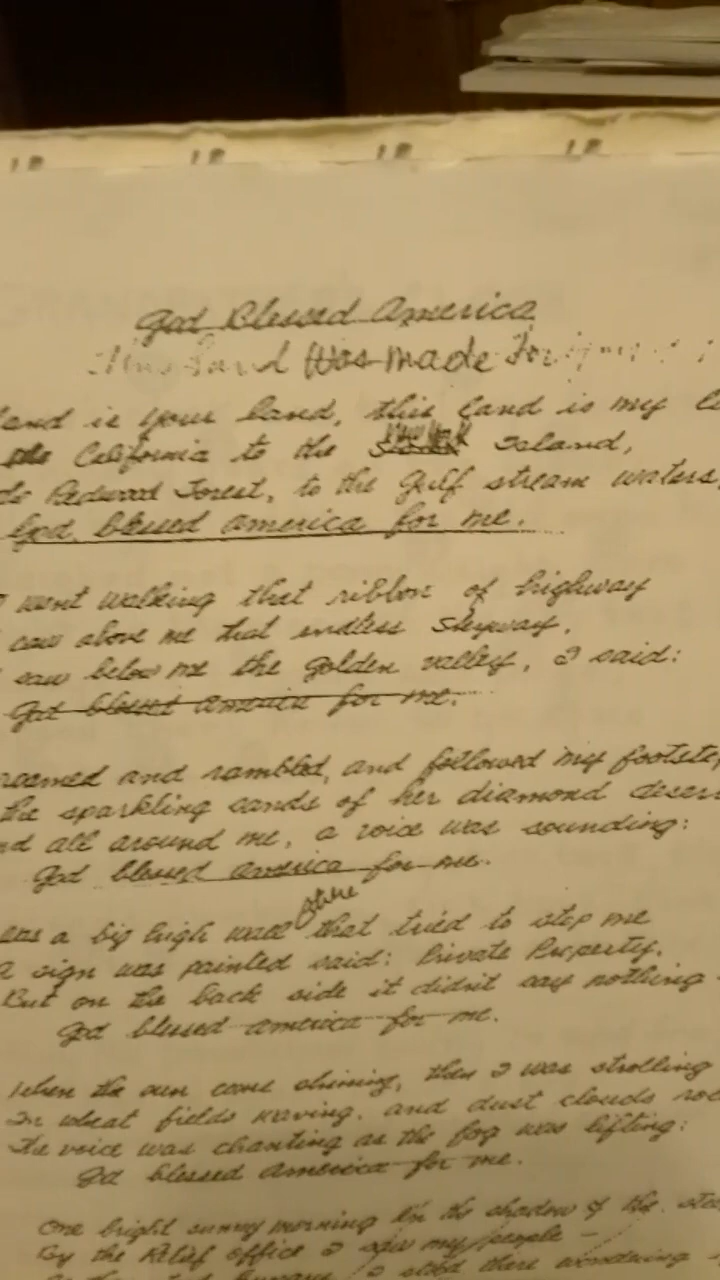 God Blessed America
Was made For
land is your land, this land is my
California to the New York Island,
Redwood Forest, to the Gulf stream waters,
God blessed america for me.
I went walking that ribbon of highway
saw above me that endless skyway,
saw below me the golden valley, I said:
God blessed america for me.
roamed and rambled, and followed my
the sparkling sands of her diamond
all around me, a voice was sounding:
God blessed america for me.
was a big high wall that tried to stop me
a sign was painted said: Private Property.
But on the back side it didn't say nothing -
God blessed america for me.
When the sun come shining, then I was strolling
In wheat fields waving, and dust clouds
The voice was chanting as the fog was lifting:
God blessed america for me.
One bright sunny morning in the shadow of the
By the Relief office I saw my people -
I stood there wondering